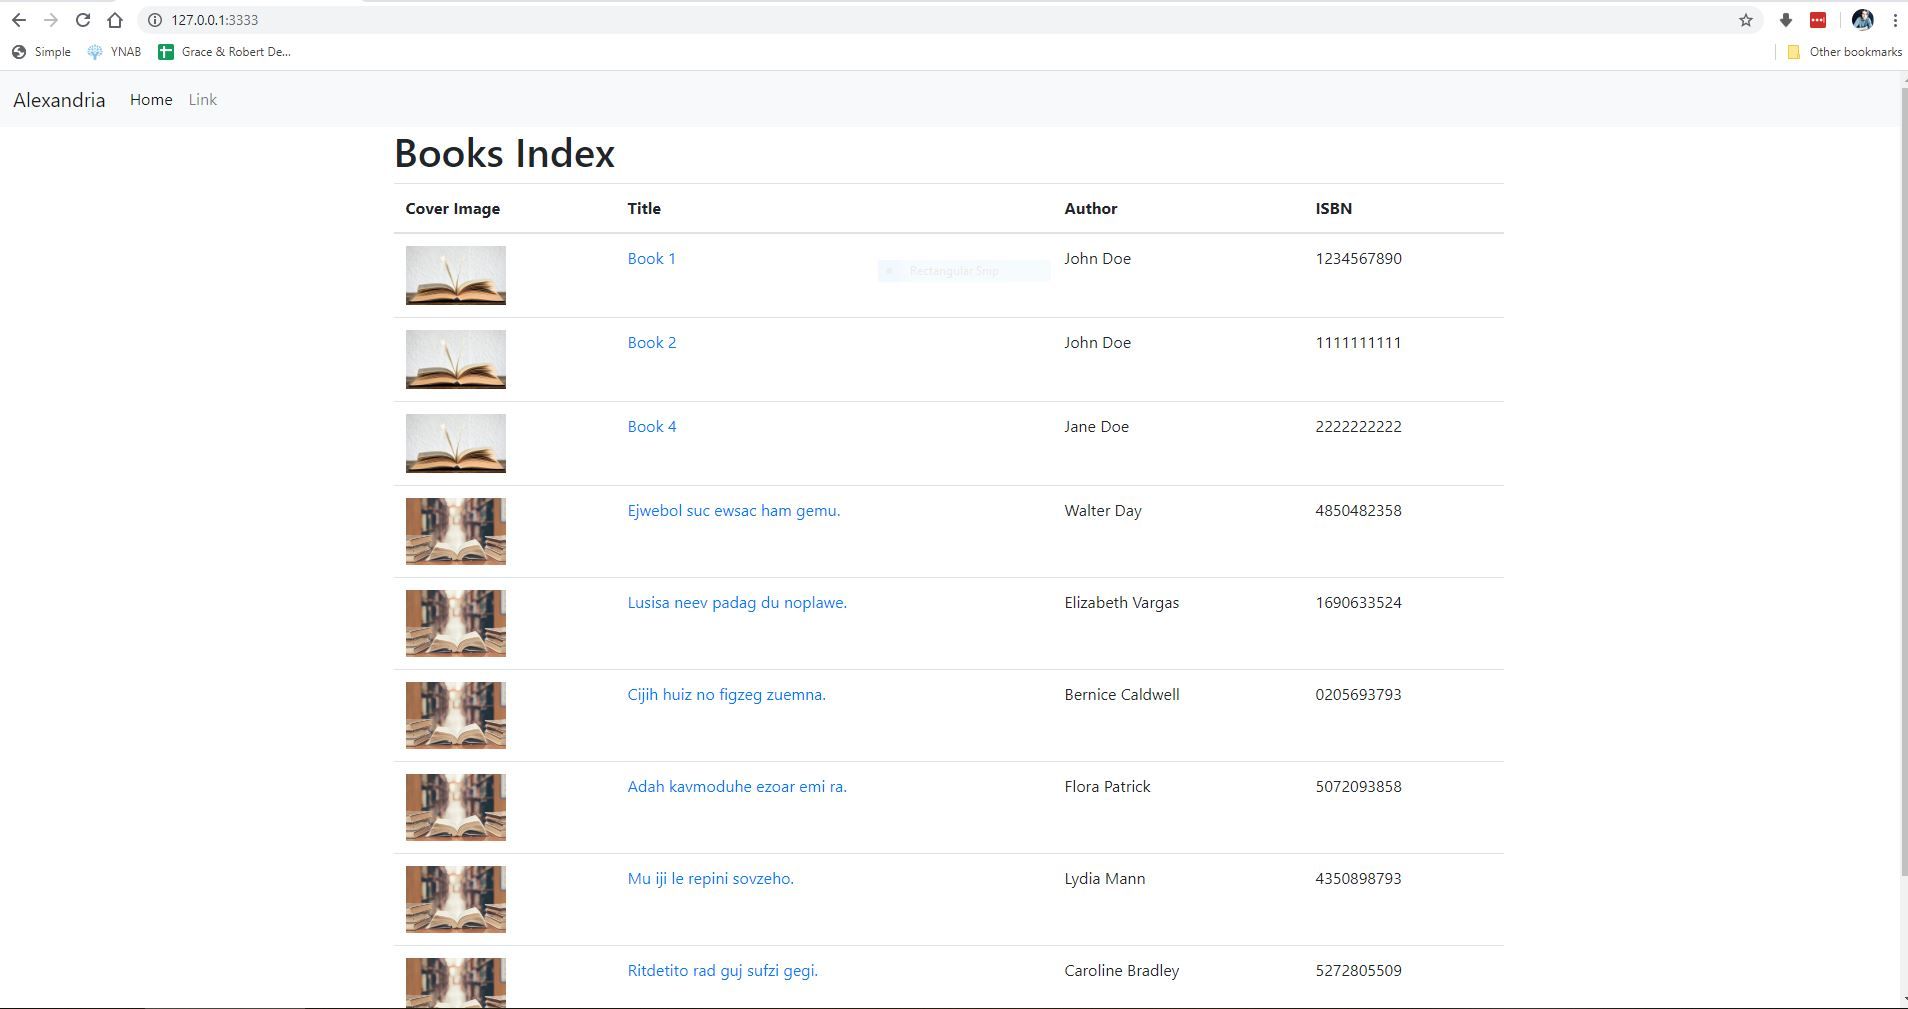 127.0.0.1:3333
Simple YNAB Grace & Robert De... Other bookmarks
Alexandria Home Link
Books Index
Cover Image Title Author ISBN
Book 1 John Doe 1234567890
Rectangular Snip
Book 2 John Doe 1111111111
Book 4 Jane Doe 2222222222
Ejwebol suc ewsac ham gemu. Walter Day 4850482358
Lusisa neev padag du noplawe. Elizabeth Vargas 1690633524
Cijih huiz no figzeg zuemna. Bernice Caldwell 0205693793
Adah kavmoduhe ezoar emi ra. Flora Patrick 5072093858
Mu iji le repini sovzeho. Lydia Mann 4350898793
Ritdetito rad guj sufzi gegi. Caroline Bradley 5272805509